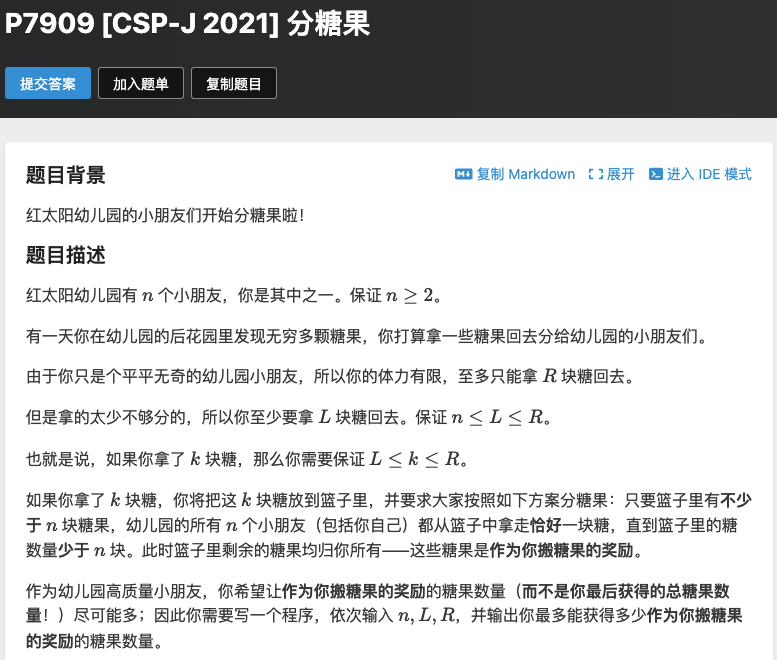 P7909 [CSP-J 2021] 分糖果
提交答案
加入题单
复制题目
题目背景
复制 Markdown
展开
进入 IDE 模式
红太阳幼儿园的小朋友们开始分糖果啦！
题目描述
红太阳幼儿园有 n 个小朋友，你是其中之一。保证 n ≥ 2。
有一天你在幼儿园的后花园里发现无穷多颗糖果，你打算拿一些糖果回去分给幼儿园的小朋友们。
由于你只是个平平无奇的幼儿园小朋友，所以你的体力有限，至多只能拿 R 块糖回去。
但是拿的太少不够分的，所以你至少要拿 L 块糖回去。保证 n ≤ L ≤ R。
也就是说，如果你拿了 k 块糖，那么你需要保证 L ≤ k ≤ R。
如果你拿了 k 块糖，你将把这 k 块糖放到篮子里，并要求大家按照如下方案分糖果：只要篮子里有不少
于 n 块糖果，幼儿园的所有 n 个小朋友（包括你自己）都从篮子中拿走恰好一块糖，直到篮子里的糖
数量少于 n 块。此时篮子里剩余的糖果均归你所有——这些糖果是作为你搬糖果的奖励。
作为幼儿园高质量小朋友，你希望让作为你搬糖果的奖励的糖果数量（而不是你最后获得的总糖果数
量！）尽可能多；因此你需要写一个程序，依次输入 n, L, R，并输出你最多能获得多少作为你搬糖果
的奖励的糖果数量。